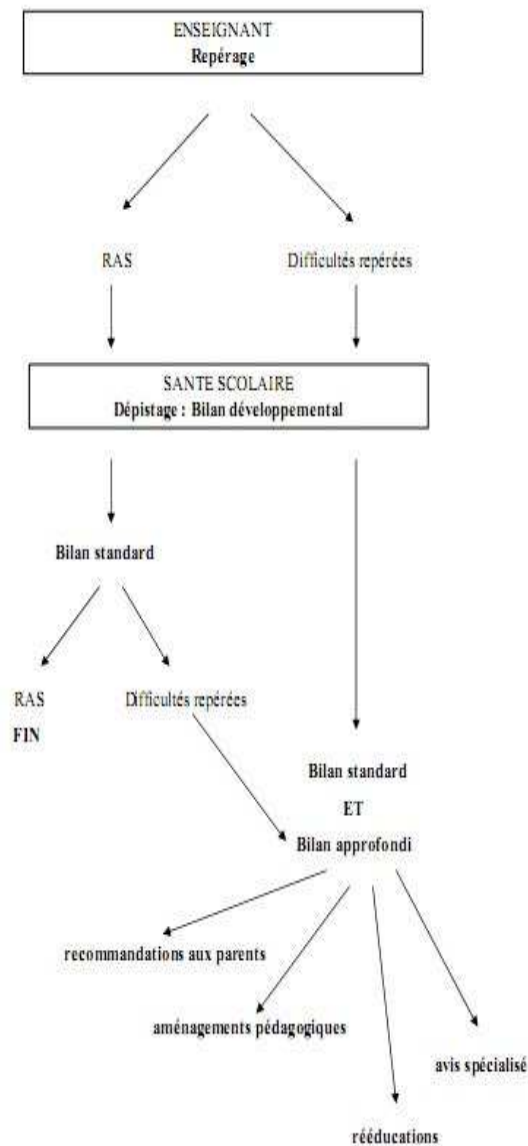 ENSEIGNANT
Repérage
RAS
Difficultés repérées
SANTE SCOLAIRE
Dépistage : Bilan développemental
Bilan standard
RAS
FIN
Difficultés repérées
Bilan standard
ET
Bilan approfondi
recommandations aux parents
aménagements pédagogiques
avis spécialisé
rééducations